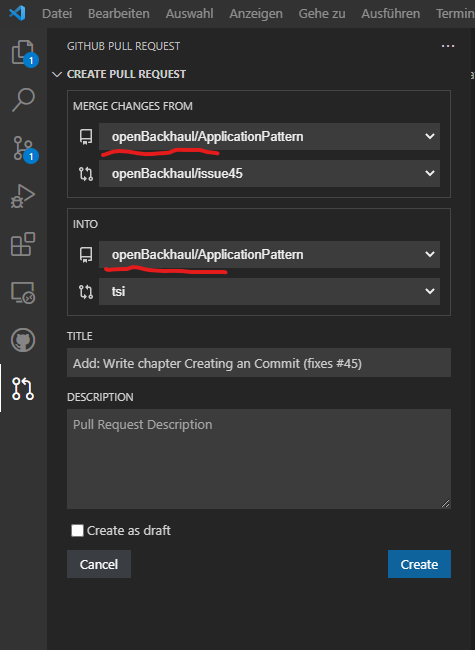 Datei Bearbeiten Auswahl Anzeigen Gehe zu Ausführen Termin
GITHUB PULL REQUEST
1
CREATE PULL REQUEST
MERGE CHANGES FROM
openBackhaul/ApplicationPattern
1
openBackhaul/issue45
INTO
openBackhaul/ApplicationPattern
tsi
TITLE
Add: Write chapter Creating an Commit (fixes #45)
DESCRIPTION
Pull Request Description
Create as draft
Cancel Create